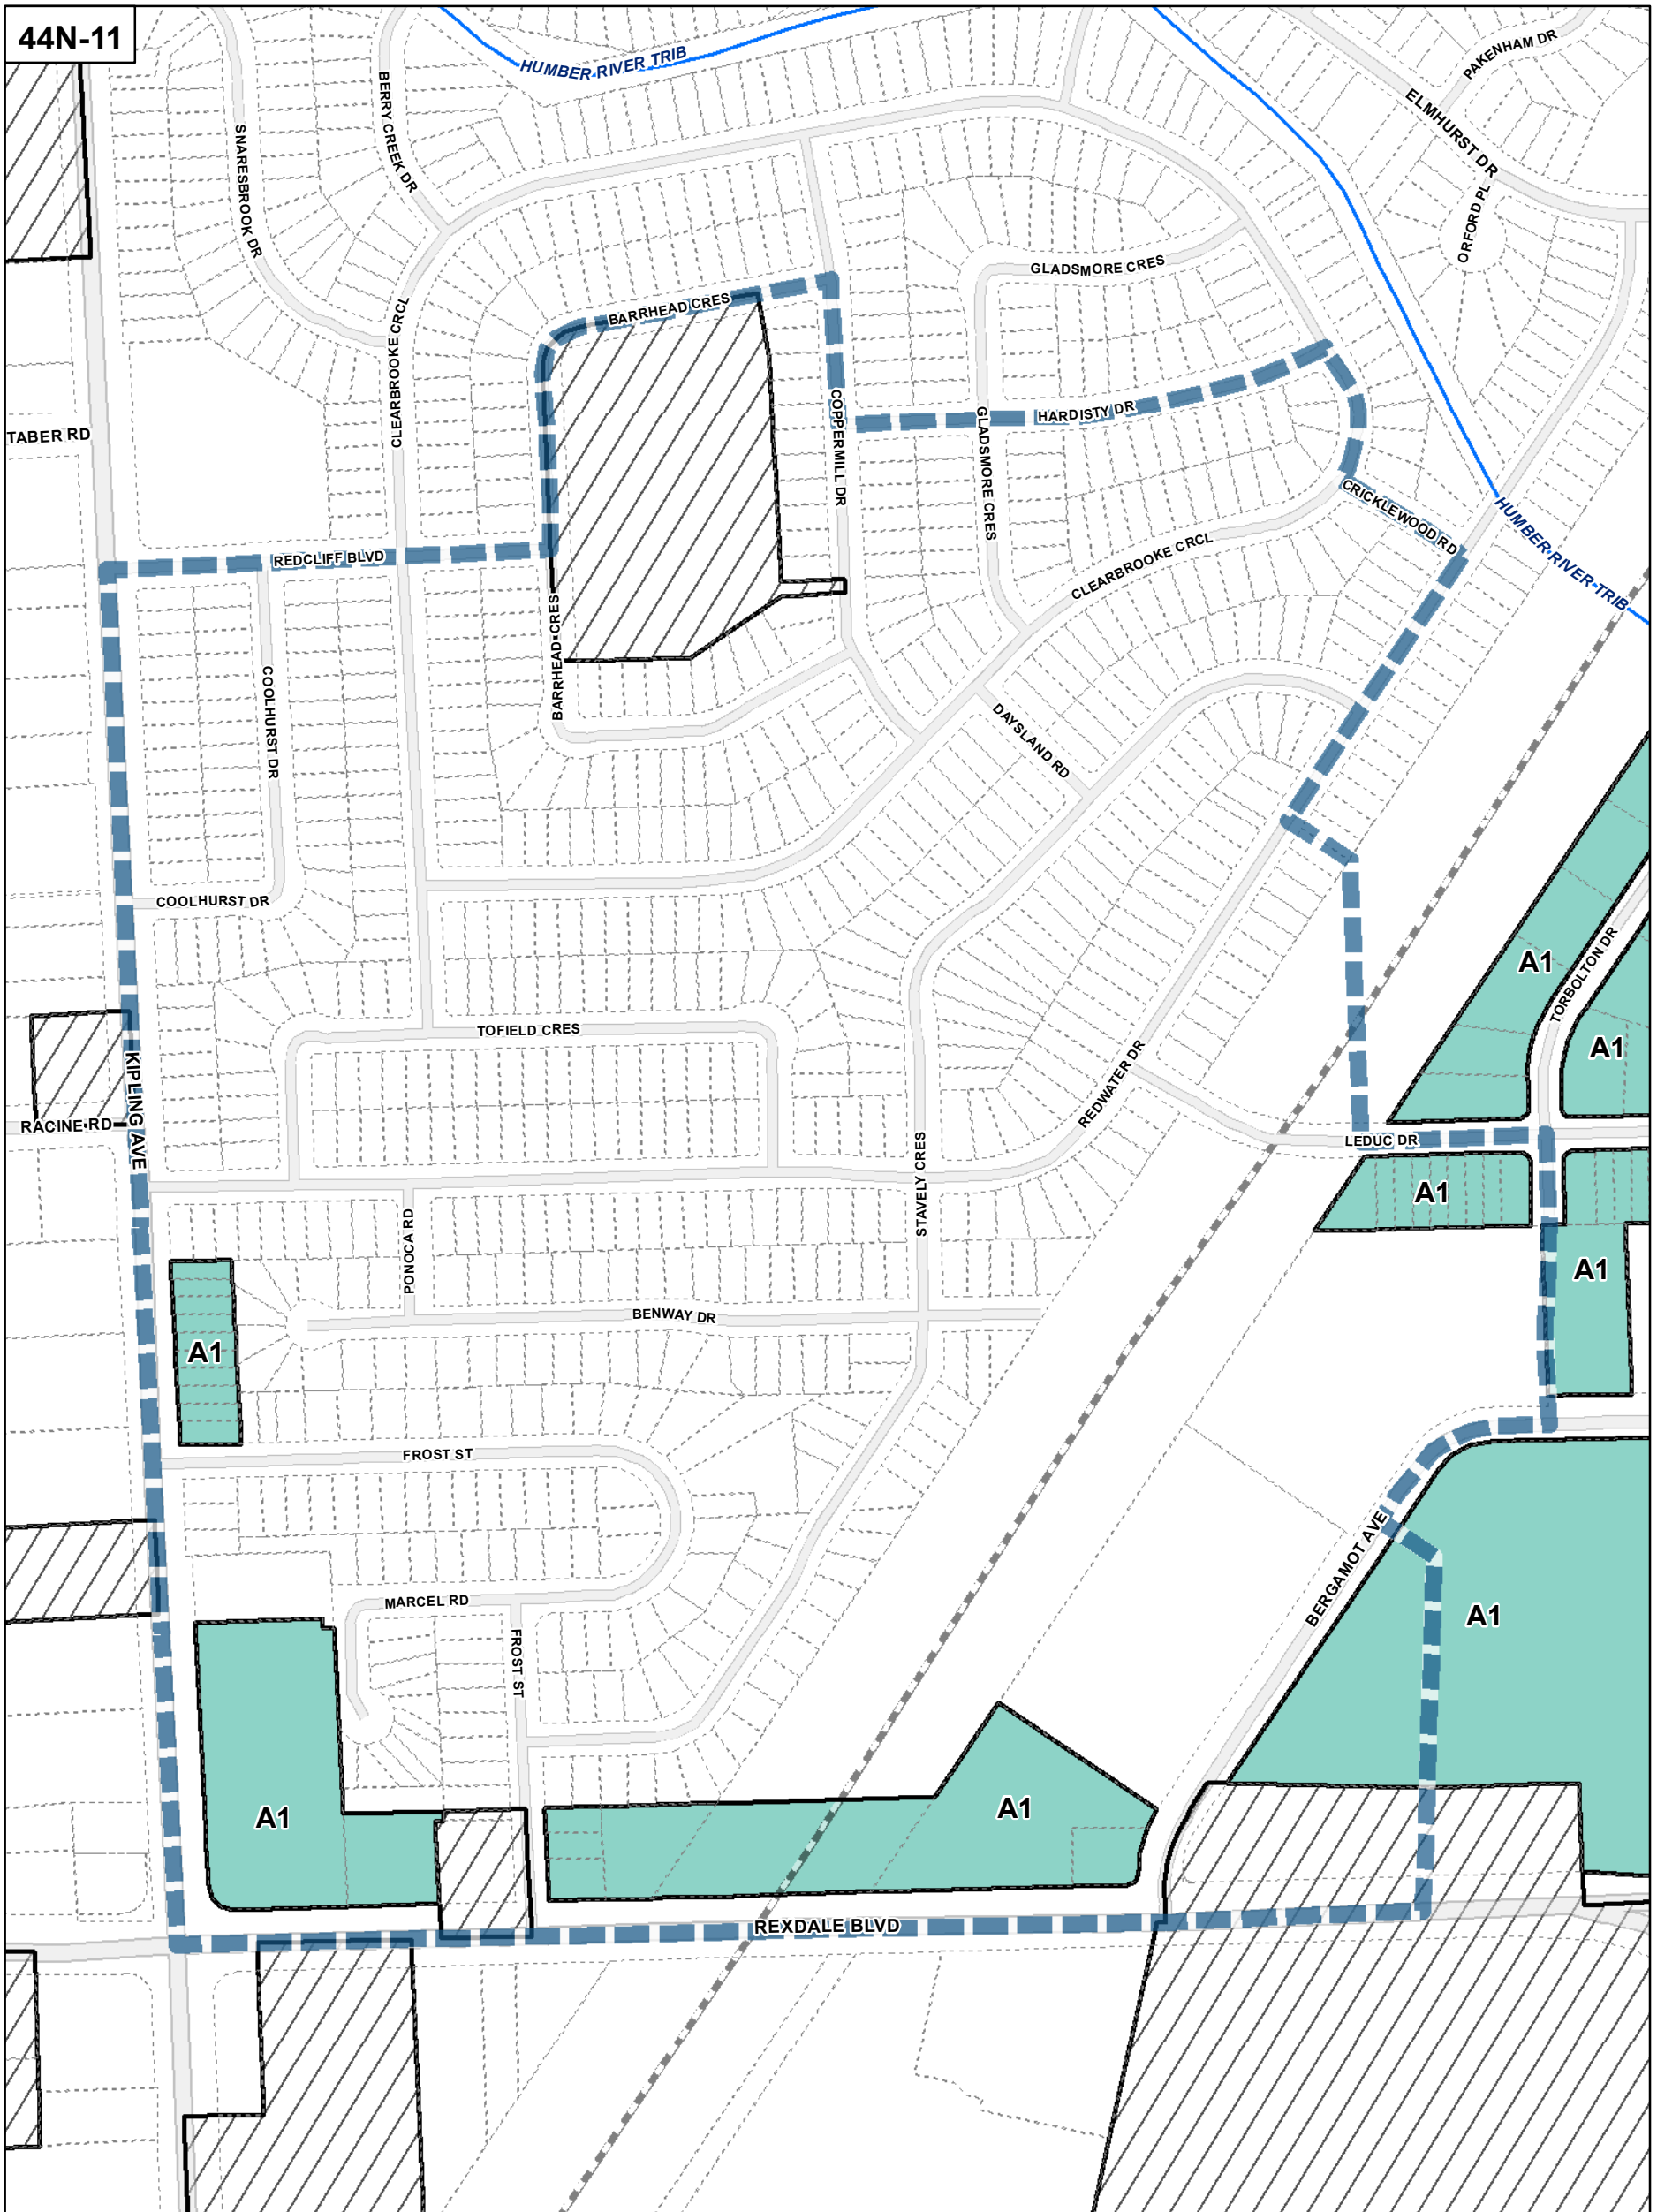 44N-11
HUMBER RIVER TRIB
PAKENHAM DR
ELMHURST DR
BERRY CREEK DR
SNARESBROOK DR
ORFORD PL
GLADSMORE CRES
BARRHEAD CRES
CLEARBROOKE CRCL
COPPERMILL DR
HARDISTY DR
GLADSMORE CRES
TABER RD
CRICKLEWOOD RD
HUMBER RIVER TRIB
REDCLIFF BLVD
CLEARBROOKE CRCL
BARRHEAD CRES
COOLHURST DR
DAYSLAND RD
COOLHURST DR
A1
TORBOLTON DR
TOFIELD CRES
A1
REDWATER DR
KIPLING AVE
RACINE RD
LEDUC DR
STAVELY CRES
A1
PONOCA RD
A1
BENWAY DR
A1
FROST ST
BERGAMOT AVE
MARCEL RD
A1
FROST ST
A1
A1
REXDALE BLVD